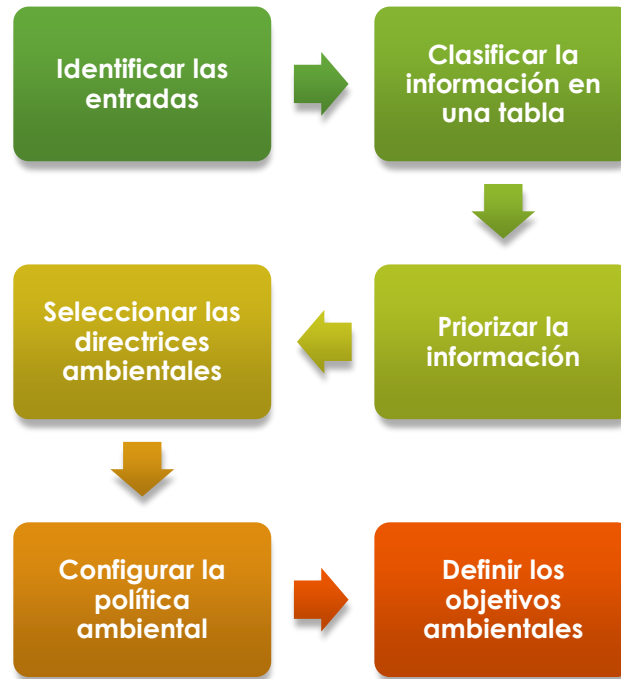 Identificar las
entradas
Clasificar la
información en
una tabla
Priorizar la
información
Seleccionar las
directrices
ambientales
Configurar la
política
ambiental
Definir los
objetivos
ambientales